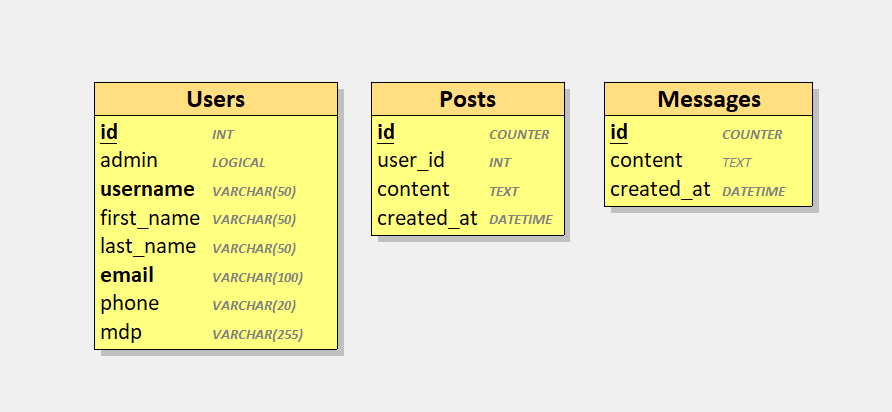 Users
id INT
admin LOGICAL
username VARCHAR(50)
first_name VARCHAR(50)
last_name VARCHAR(50)
email VARCHAR(100)
phone VARCHAR(20)
mdp VARCHAR(255)
Posts
id COUNTER
user_id INT
content TEXT
created_at DATETIME
Messages
id COUNTER
content TEXT
created_at DATETIME